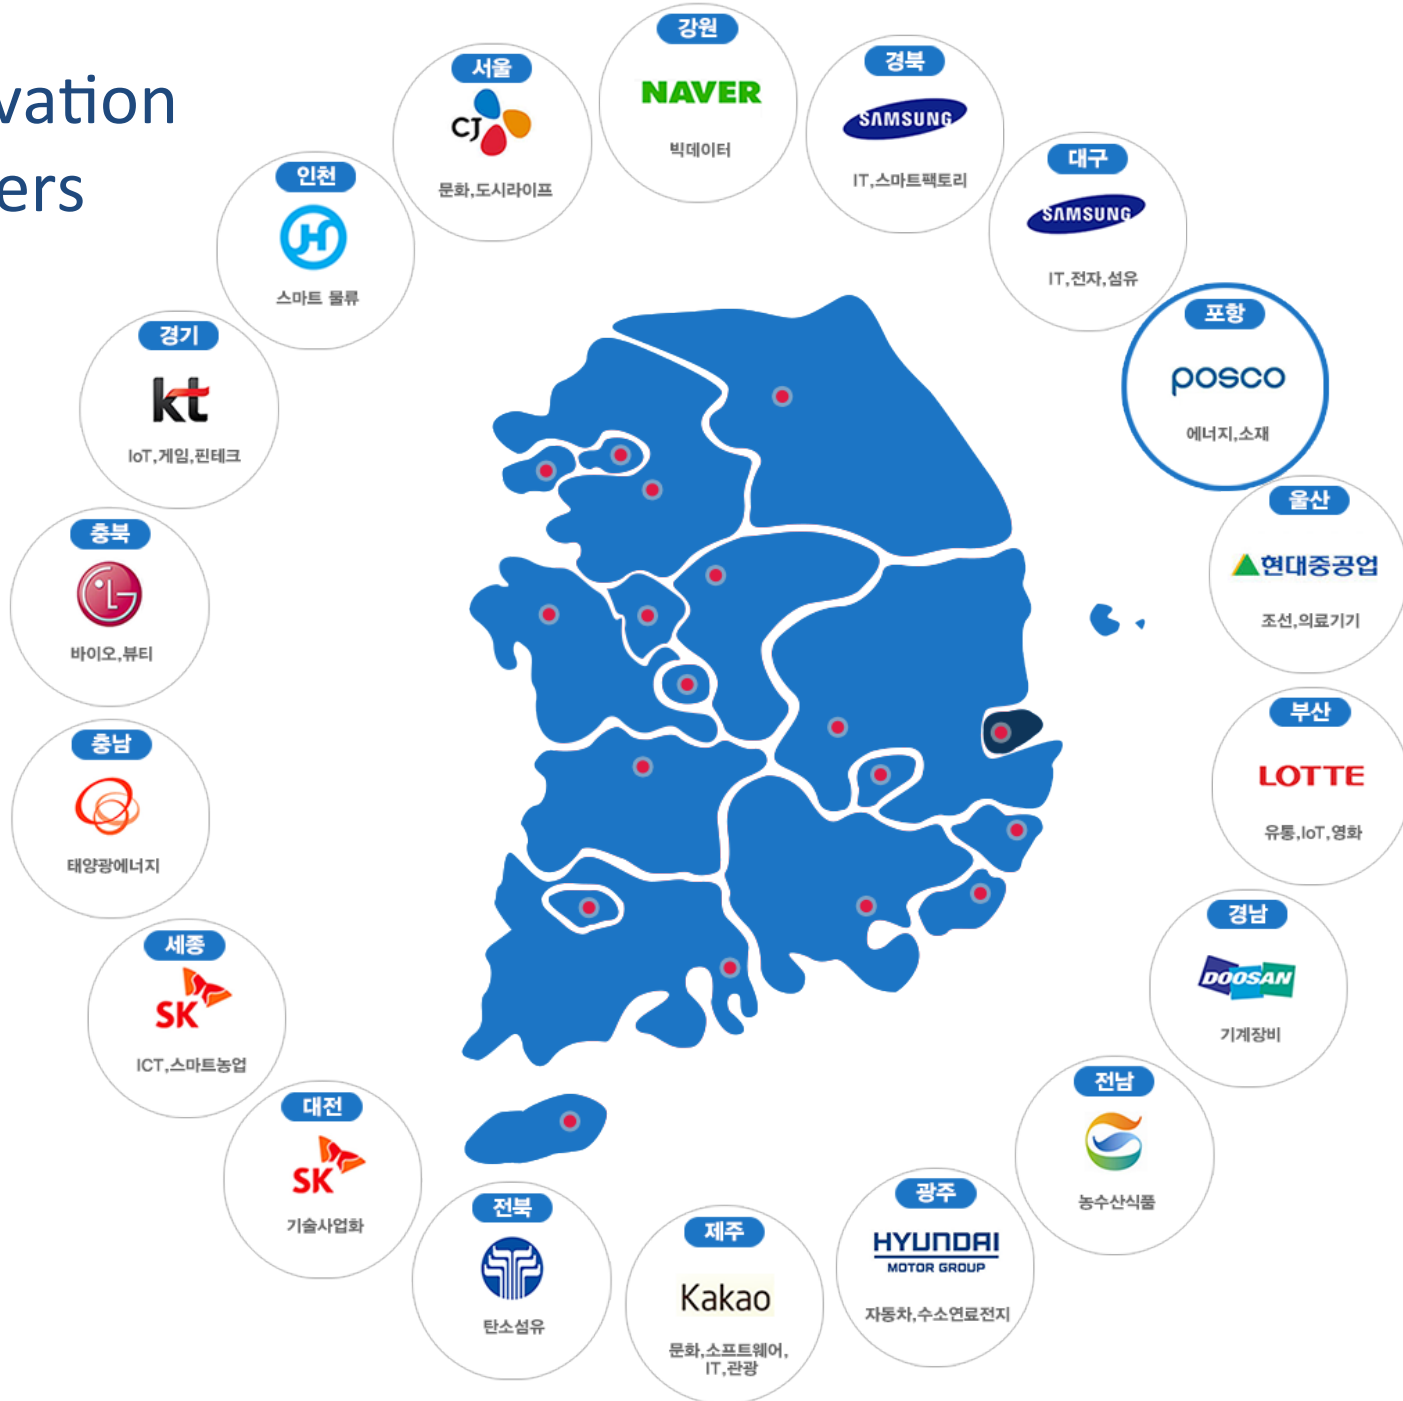 vation
ers
강원
NAVER
빅데이터
경북
SAMSUNG
IT,스마트팩토리
대구
SAMSUNG
IT,전자,섬유
포항
posco
에너지,소재
울산
현대중공업
조선,의료기기
부산
LOTTE
유통,IoT,영화
경남
DOOSAN
기계장비
전남
농수산식품
광주
HYUNDAI
MOTOR GROUP
자동차,수소연료전지
제주
Kakao
문화,소프트웨어,
IT,관광
전북
탄소섬유
대전
SK
기술사업화
세종
SK
ICT,스마트농업
충남
태양광에너지
충북
LG
바이오,뷰티
경기
kt
IoT,게임,핀테크
인천
H
스마트 물류
서울
CJ
문화,도시라이프